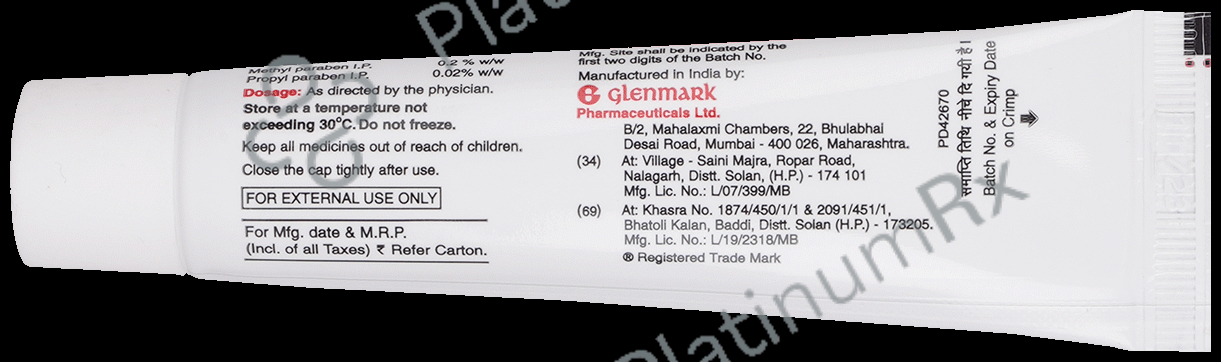 Methyl paraben I.P. 0.2 % w/w
Propyl paraben I.P. 0.02% w/w
Dosage: As directed by the physician.
Store at a temperature not
exceeding 30°C. Do not freeze.
Keep all medicines out of reach of children.
Close the cap tightly after use.
FOR EXTERNAL USE ONLY
For Mfg. date & M.R.P.
(Incl. of all Taxes) ₹ Refer Carton.
Mfg. Site shall be indicated by the
first two digits of the Batch No.
Manufactured in India by:
G glenmark
Pharmaceuticals Ltd.
B/2, Mahalaxmi Chambers, 22, Bhulabhai
Desai Road, Mumbai - 400 026, Maharashtra.
(34) At: Village - Saini Majra, Ropar Road,
Nalagarh, Distt. Solan, (H.P.) - 174 101
Mfg. Lic. No.: L/07/399/MB
(69) At: Khasra No. 1874/450/1/1 & 2091/451/1,
Bhatoli Kalan, Baddi, Distt. Solan (H.P.) - 173205.
Mfg. Lic. No.: L/19/2318/MB
® Registered Trade Mark
PD42670
समाप्ति तिथि नीचे दि गयी है।
Batch No. & Expiry Date
on Crimp
Platinum
PlatinumRx